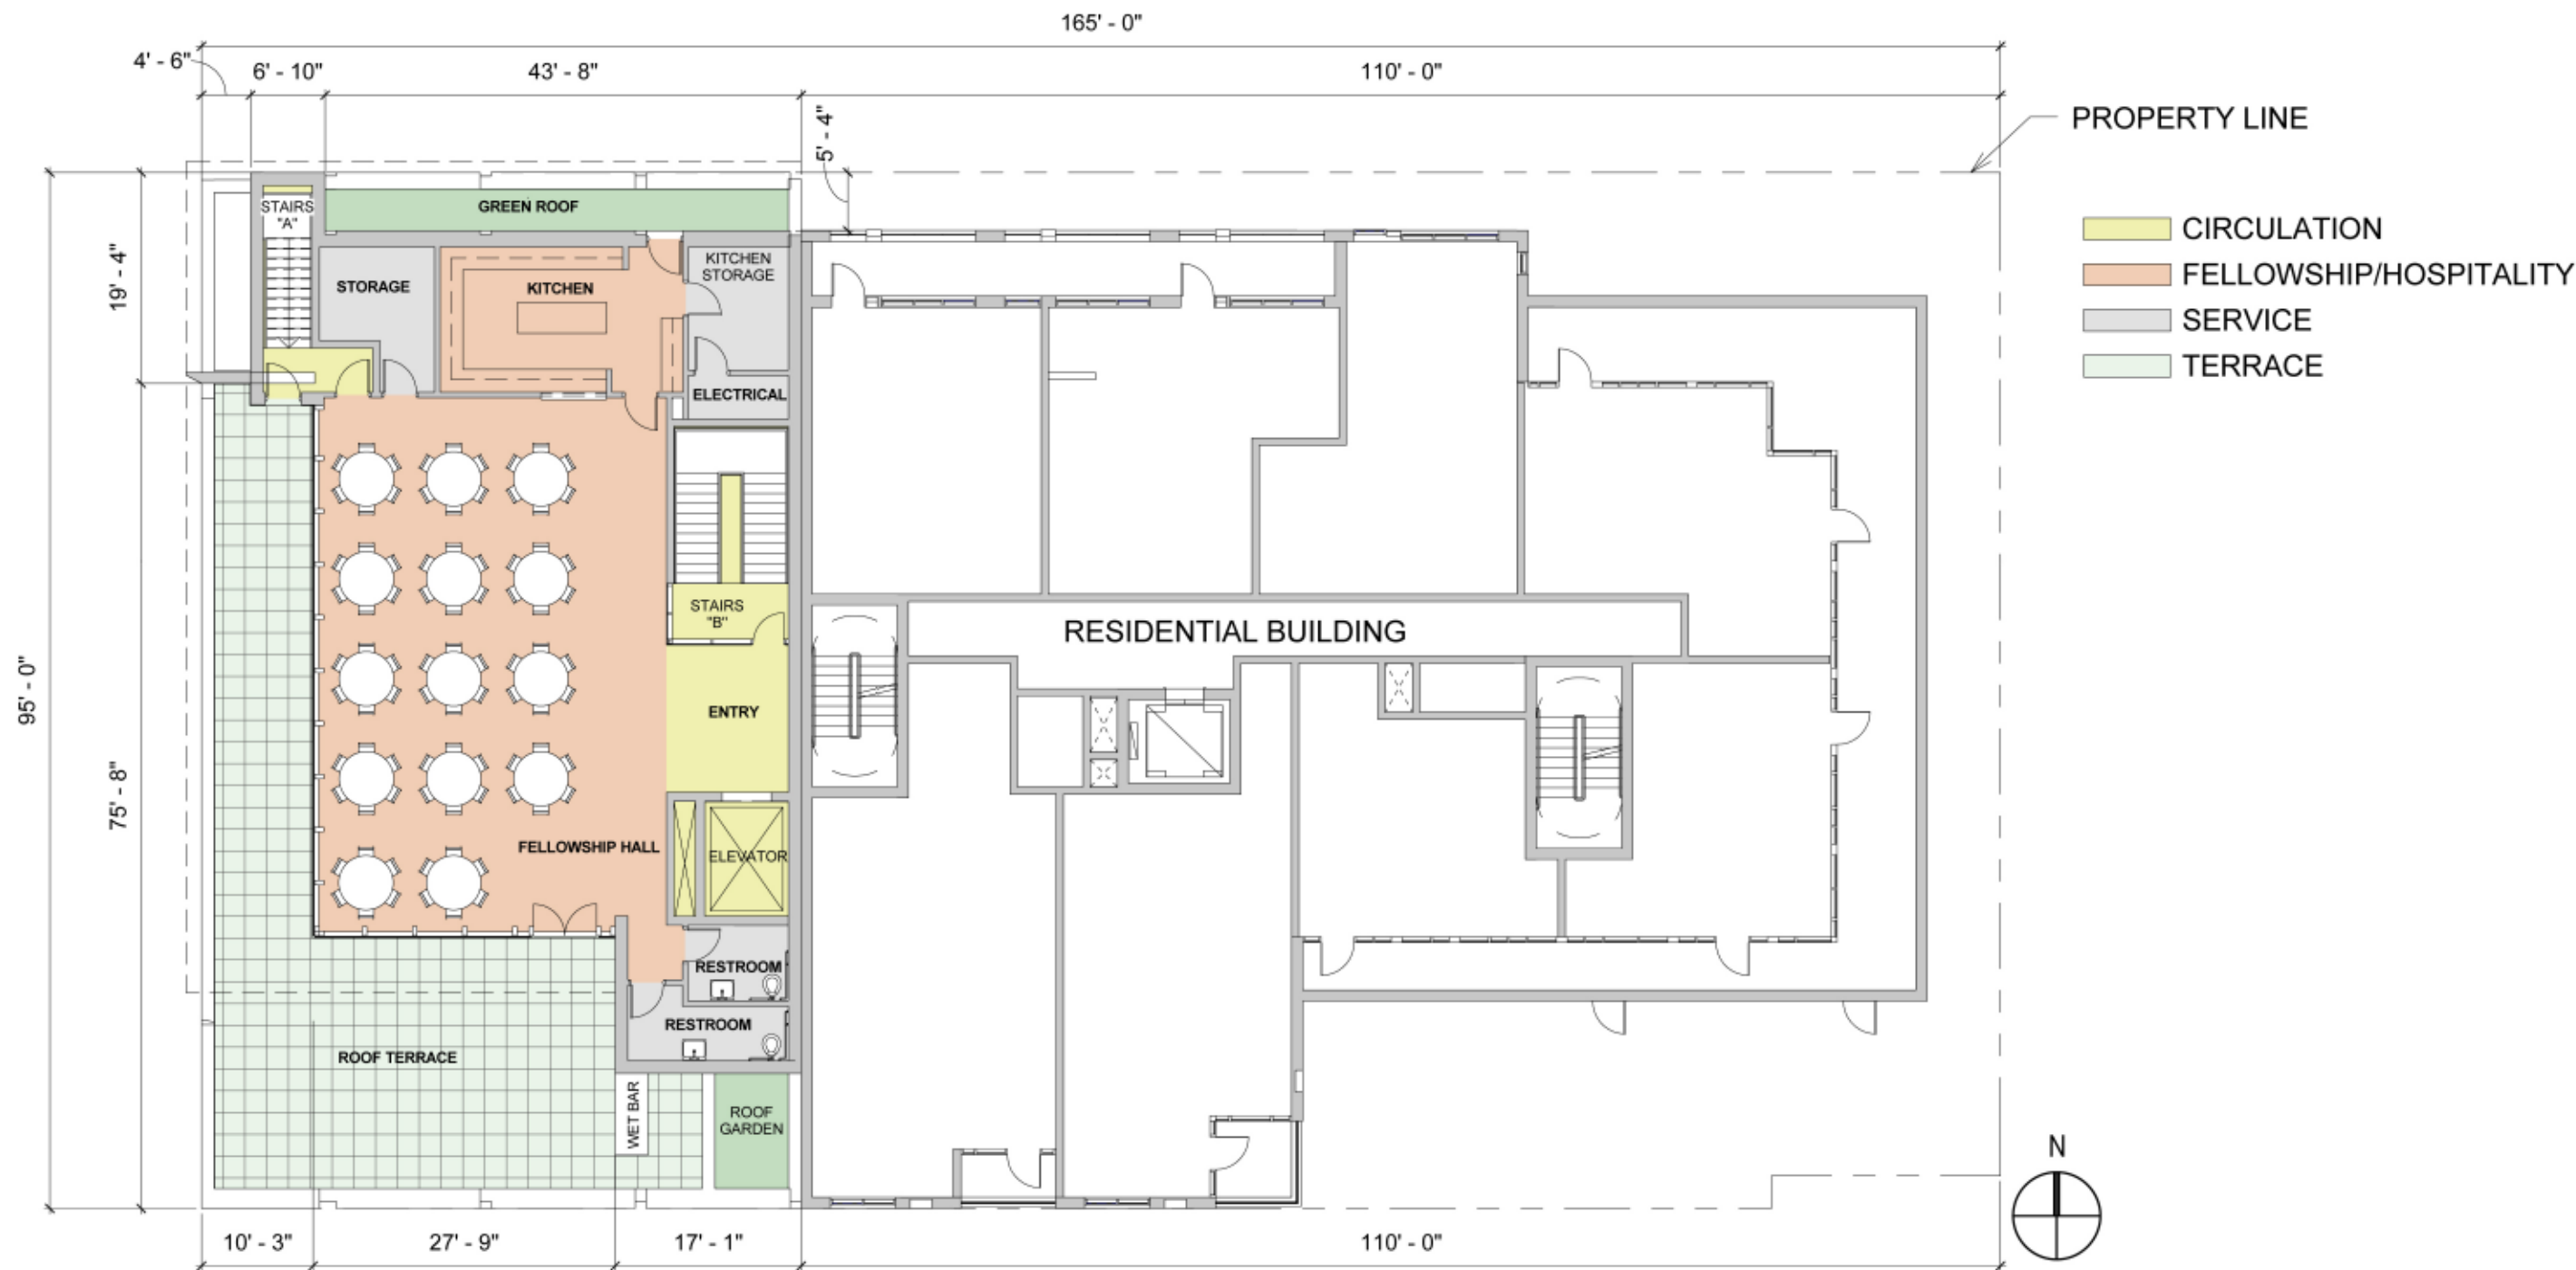 165' - 0"
4' - 6"
6' - 10"
43' - 8"
110' - 0"
5' - 4"
PROPERTY LINE
CIRCULATION
FELLOWSHIP/HOSPITALITY
SERVICE
TERRACE
STAIRS
"A"
GREEN ROOF
STORAGE
KITCHEN
KITCHEN
STORAGE
ELECTRICAL
19' - 4"
STAIRS
"B"
RESIDENTIAL BUILDING
95' - 0"
ENTRY
75' - 8"
FELLOWSHIP HALL
ELEVATOR
RESTROOM
RESTROOM
ROOF TERRACE
WET BAR
ROOF
GARDEN
N
10' - 3"
27' - 9"
17' - 1"
110' - 0"